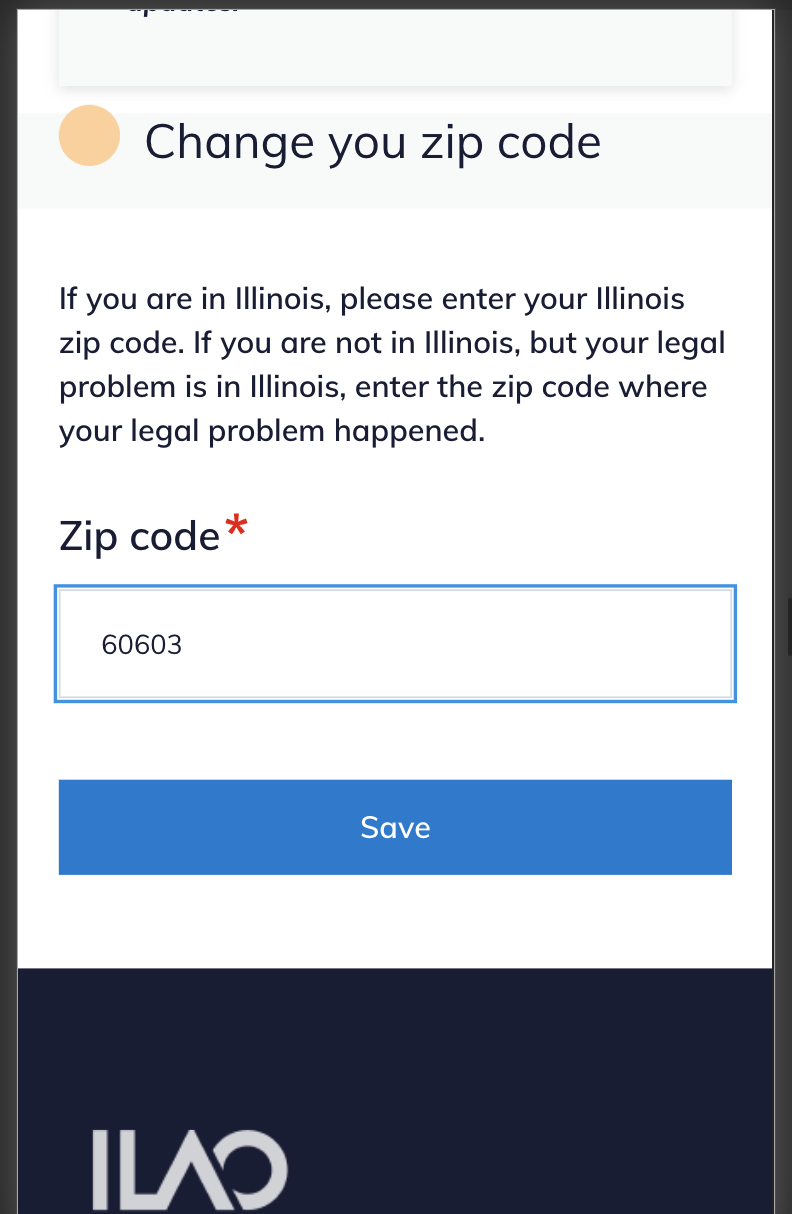 updates.
Change you zip code
If you are in Illinois, please enter your Illinois
zip code. If you are not in Illinois, but your legal
problem is in Illinois, enter the zip code where
your legal problem happened.
Zip code*
60603
Save
ILAO